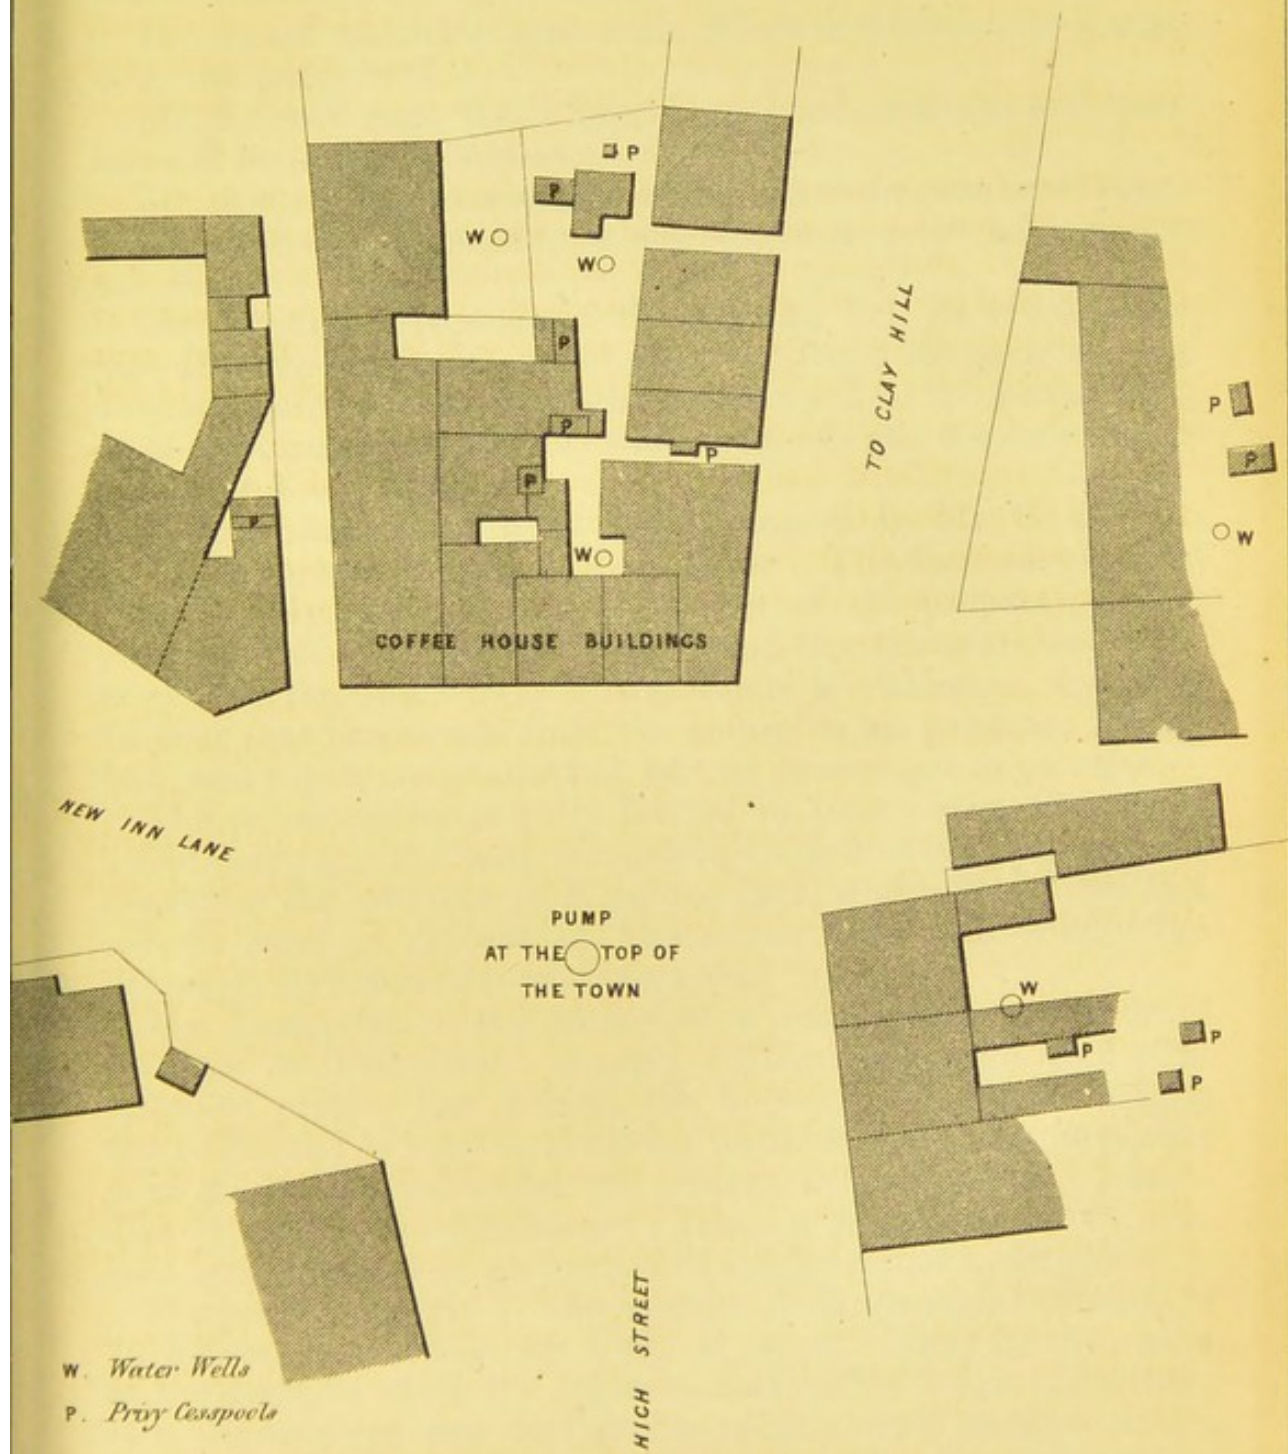 P
P
W
W
TO CLAY HILL
P
P
P
P
P
P
P
P
W
W
COFFEE HOUSE BUILDINGS
NEW INN LANE
PUMP
AT THE TOP OF
THE TOWN
W
P
P
P
HIGH STREET
W. Water Wells
P. Privy Cesspools